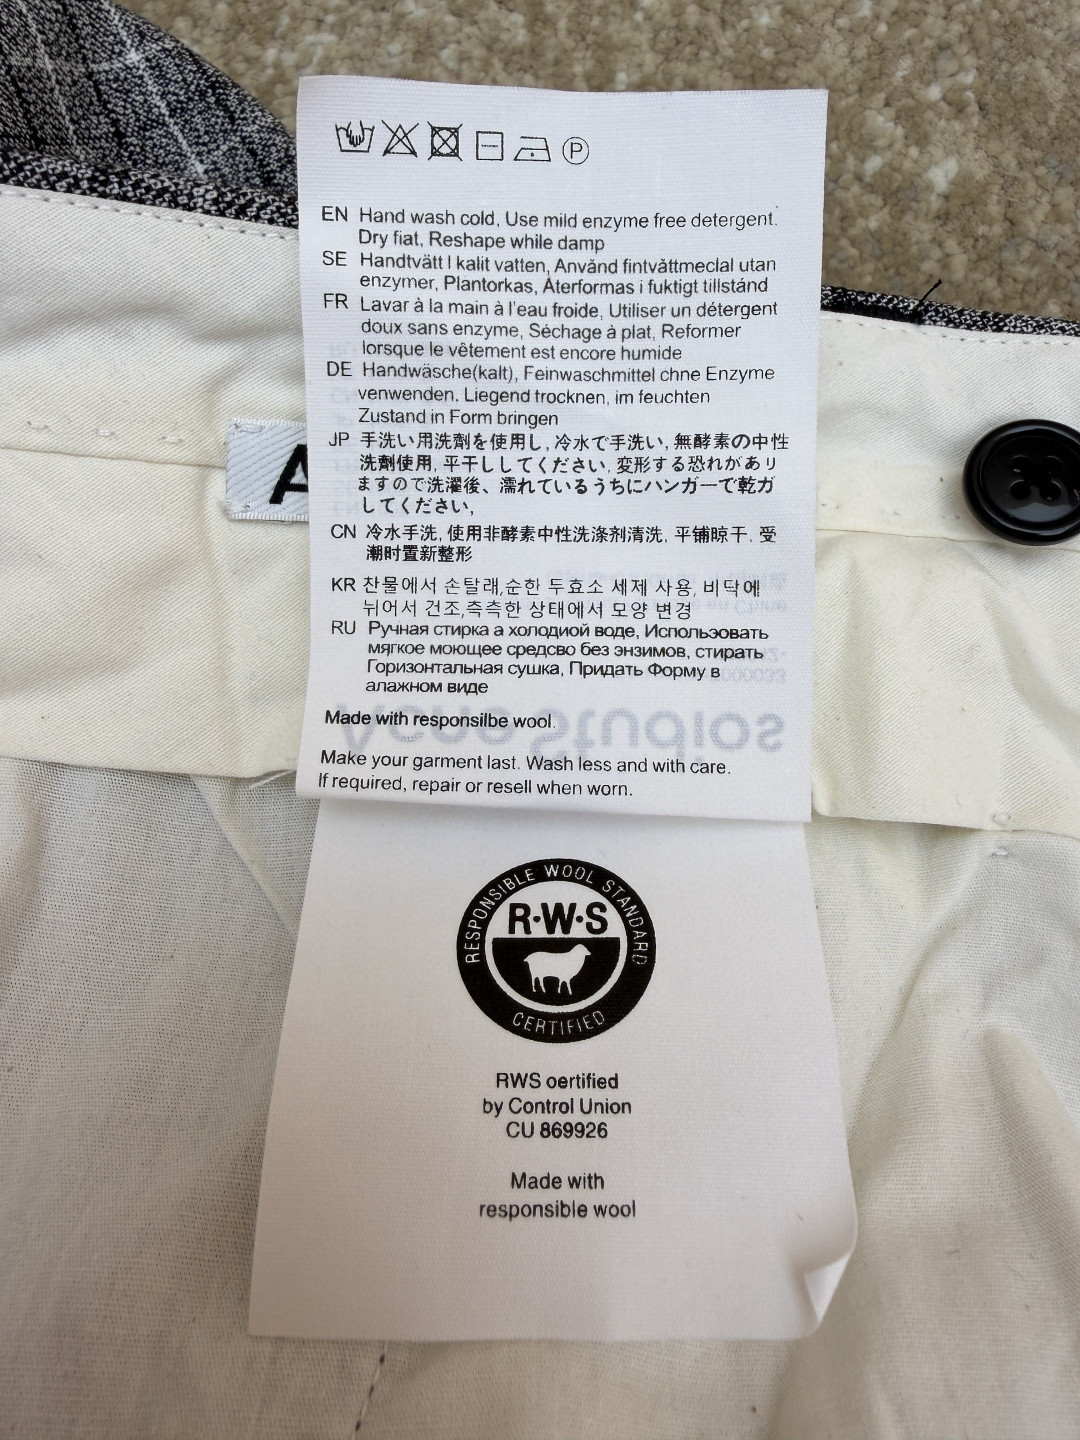 P
EN Hand wash cold, Use mild enzyme free detergent.
Dry fiat, Reshape while damp
SE Handtvätt I kalit vatten, Använd fintvåttmeclal utan
enzymer, Plantorkas, Återformas i fuktigt tillstånd
FR Lavar à la main à l'eau froide, Utiliser un détergent
doux sans enzyme, Séchage à plat, Reformer
lorsque le vêtement est encore humide
DE Handwäsche(kalt), Feinwaschmittel chne Enzyme
venwenden. Liegend trocknen, im feuchten
Zustand in Form bringen
JP 手洗い用洗劑を使用し, 冷水で手洗い, 無酵素の中性
洗劑使用, 平干ししてください, 変形する恐れがあり
ますので洗濯後、濡れているうちにハンガーで乾ガ
してください,
CN 冷水手洗, 使用非酵素中性洗涤剂清洗, 平铺晾干. 受
潮时置新整形
KR 찬물에서 손탈래,순한 두효소 세제 사용, 비닥에
뉘어서 건조,측측한 상태에서 모양 변경
RU Ручная стирка а холодиой воде, Использовать
мягкое моющее средсво без энзимов, стирать
Горизонтальная сушка, Придать Форму в
алажном виде
Made with responsilbe wool.
Acne Studios
Make your garment last. Wash less and with care.
If required, repair or resell when worn.
A
RESPONSIBLE WOOL STANDARD
R·W·S
CERTIFIED
RWS oertified
by Control Union
CU 869926
Made with
responsible wool